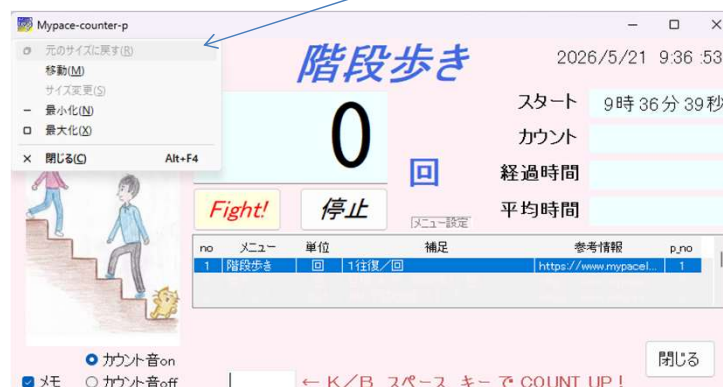 Mypace-counter-p
元のサイズに戻す(R)
移動(M)
サイズ変更(S)
最小化(N)
最大化(X)
閉じる(C) Alt+F4
階段歩き
2026/5/21 9:36 :53
スタート 9時36分39秒
0
カウント
回
経過時間
Fight! 停止
メニュー設定
平均時間
no メニュー 単位 補足 参考情報 p_no
1 階段歩き 回 1往復/回 https://www.mypacel... 1
カウント音on
閉じる
メモ
カウント音off
← K/B スペース キーで COUNT UP!